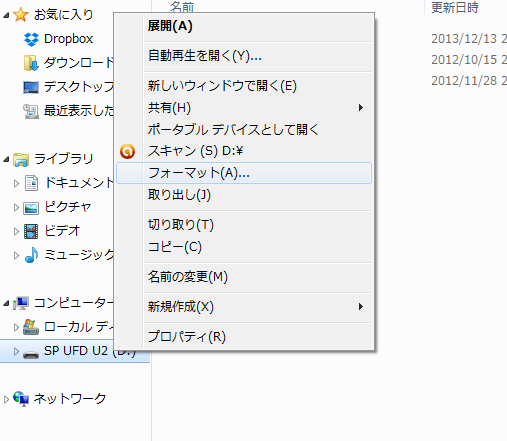 お気に入り
Dropbox
ダウンロード
デスクトップ
最近表示した
ライブラリ
ドキュメント
ピクチャ
ビデオ
ミュージック
コンピューター
ローカル ディ
SP UFD U2 (D:)
ネットワーク
名前
更新日時
2013/12/13 2
2012/10/15 2
2012/11/28 2
展開(A)
自動再生を開く(Y)...
新しいウィンドウで開く(E)
共有(H)
ポータブル デバイスとして開く
スキャン (S) D:¥
フォーマット(A)...
取り出し(J)
切り取り(T)
コピー(C)
名前の変更(M)
新規作成(X)
プロパティ(R)